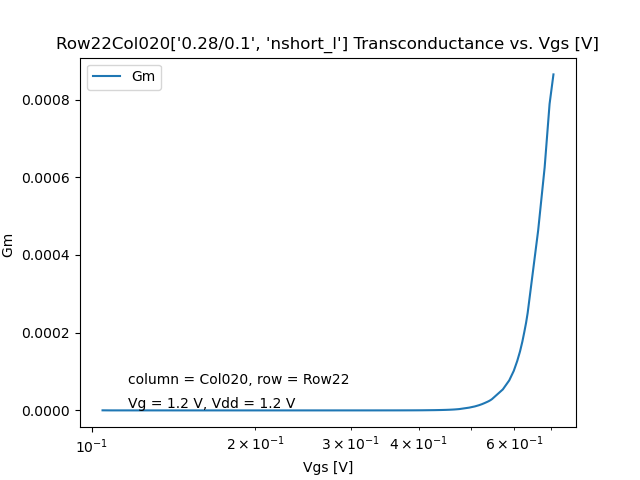 Row22Col020['0.28/0.1', 'nshort_l'] Transconductance vs. Vgs [V]
Gm
0.0008
0.0006
0.0004
0.0002
0.0000
Gm
column = Col020, row = Row22
Vg = 1.2 V, Vdd = 1.2 V
10⁻¹
2 × 10⁻¹
3 × 10⁻¹
4 × 10⁻¹
6 × 10⁻¹
Vgs [V]